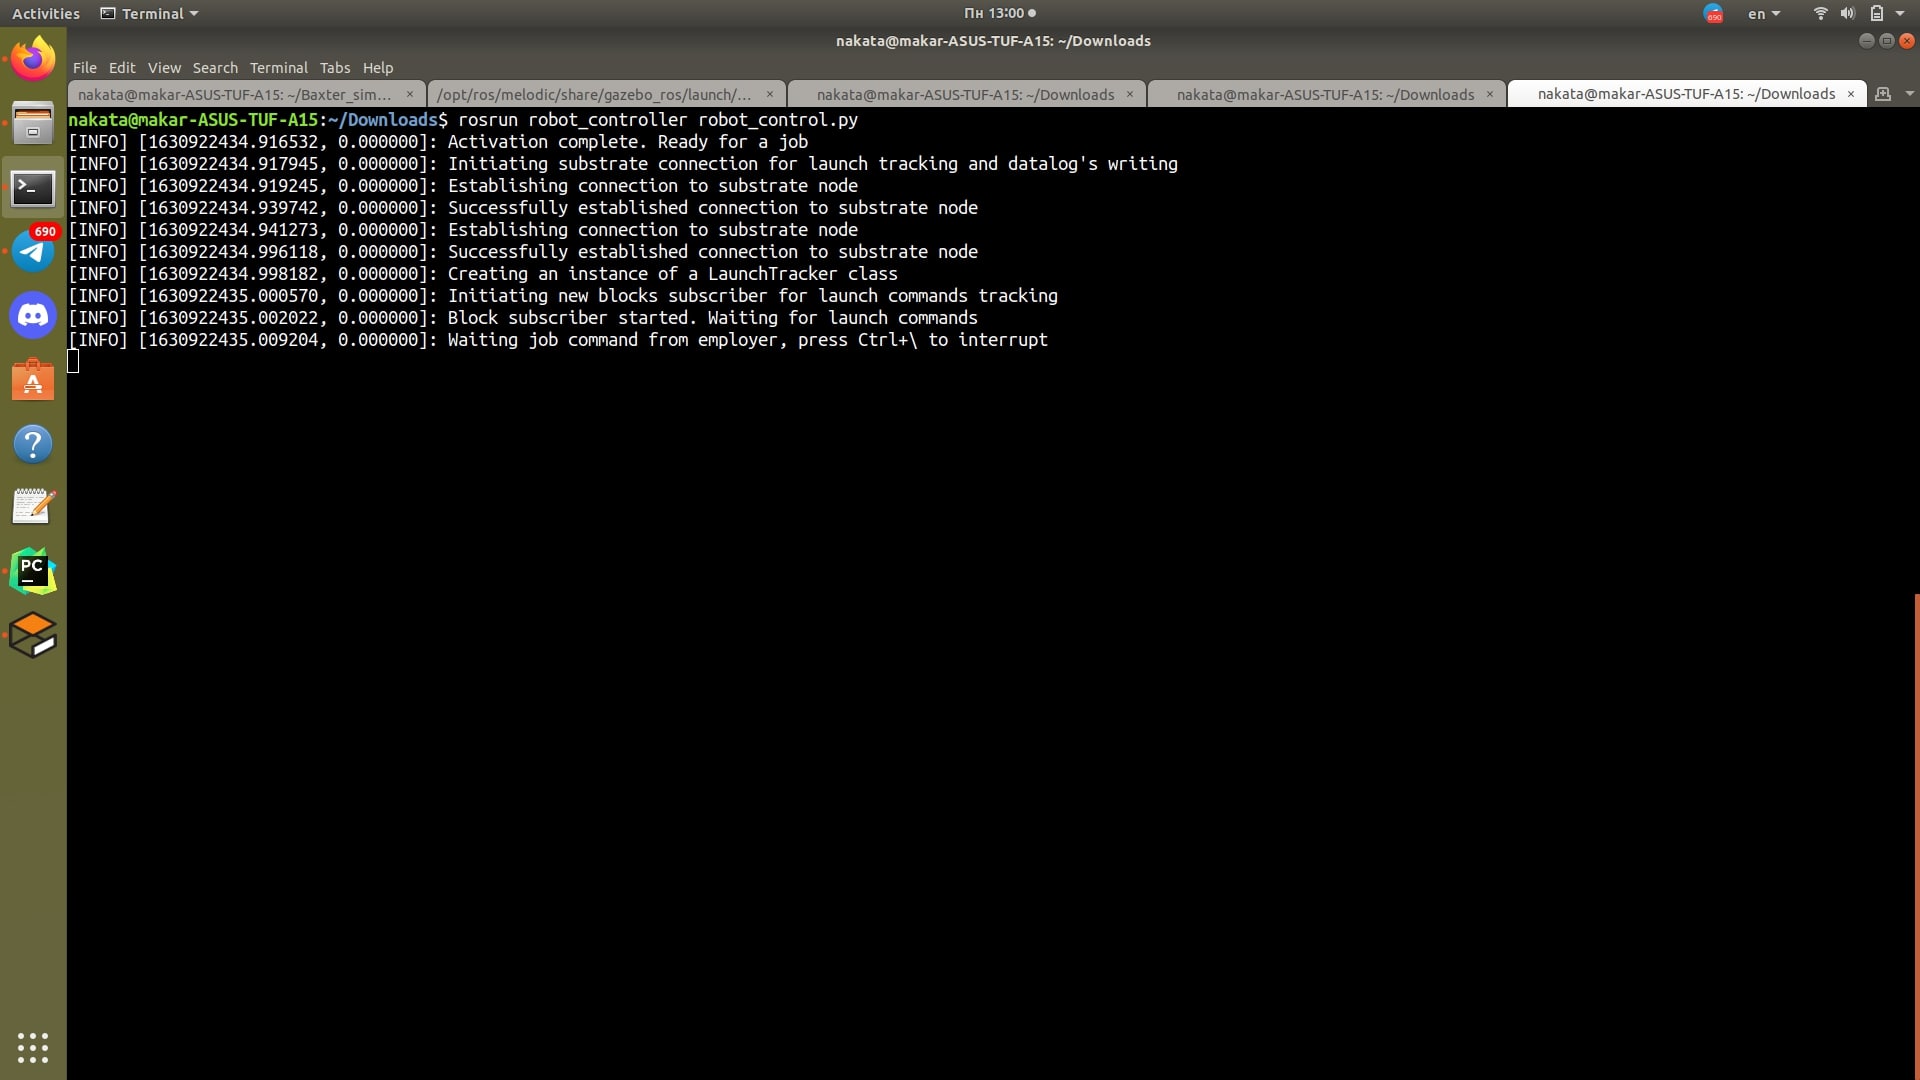 Activities Terminal Пн 13:00 690 en
nakata@makar-ASUS-TUF-A15: ~/Downloads
File Edit View Search Terminal Tabs Help
nakata@makar-ASUS-TUF-A15: ~/Baxter_sim... × /opt/ros/melodic/share/gazebo_ros/launch/... × nakata@makar-ASUS-TUF-A15: ~/Downloads × nakata@makar-ASUS-TUF-A15: ~/Downloads × nakata@makar-ASUS-TUF-A15: ~/Downloads ×
nakata@makar-ASUS-TUF-A15:~/Downloads$ rosrun robot_controller robot_control.py
[INFO] [1630922434.916532, 0.000000]: Activation complete. Ready for a job
[INFO] [1630922434.917945, 0.000000]: Initiating substrate connection for launch tracking and datalog's writing
[INFO] [1630922434.919245, 0.000000]: Establishing connection to substrate node
[INFO] [1630922434.939742, 0.000000]: Successfully established connection to substrate node
[INFO] [1630922434.941273, 0.000000]: Establishing connection to substrate node
[INFO] [1630922434.996118, 0.000000]: Successfully established connection to substrate node
[INFO] [1630922434.998182, 0.000000]: Creating an instance of a LaunchTracker class
[INFO] [1630922435.000570, 0.000000]: Initiating new blocks subscriber for launch commands tracking
[INFO] [1630922435.002022, 0.000000]: Block subscriber started. Waiting for launch commands
[INFO] [1630922435.009204, 0.000000]: Waiting job command from employer, press Ctrl+\ to interrupt
690
A
?
PC